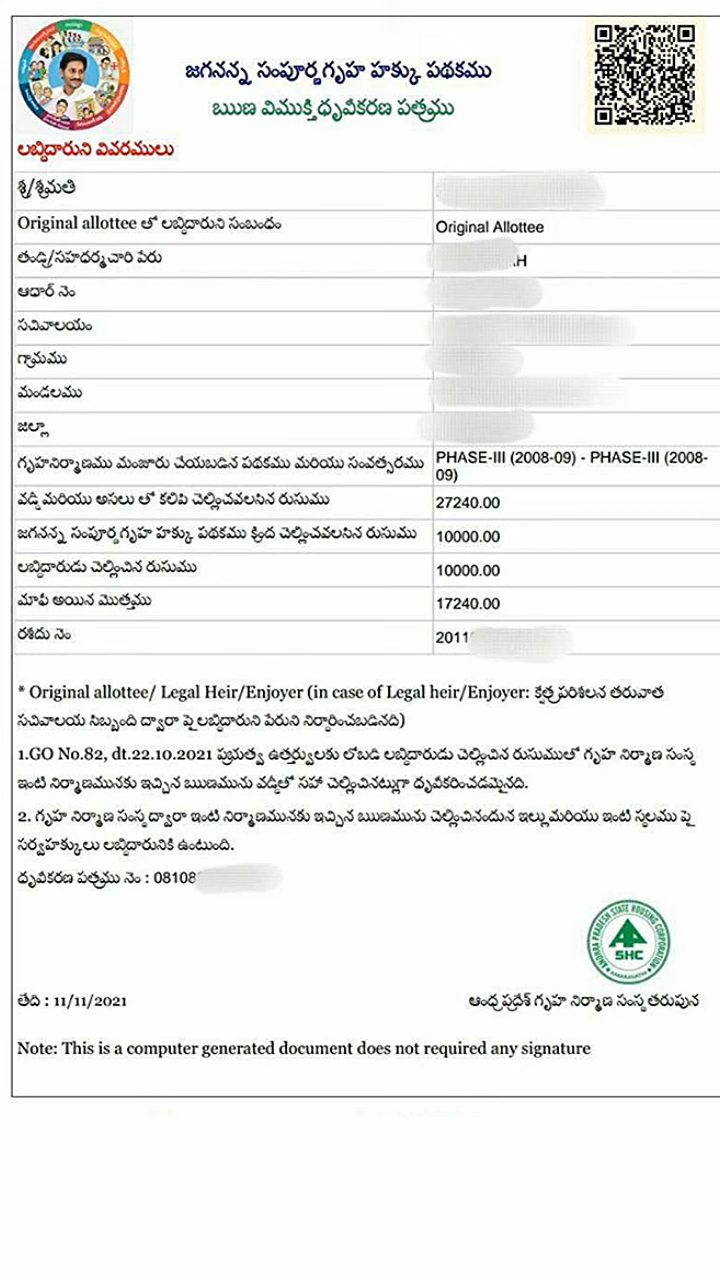 జగనన్న సంపూర్ణ గృహ హక్కు పథకము
ఋణ విముక్తి ధృవీకరణ పత్రము
లబ్ధిదారుని వివరములు
శ్రీ/శ్రీమతి
Original allottee తో లబ్ధిదారుని సంబంధం Original Allottee
తండ్రి/సహధర్మచారి పేరు AH
ఆధార్ నెం
సచివాలయం
గ్రామము
మండలము
జిల్లా
గృహనిర్మాణము మంజూరు చేయబడిన పథకము మరియు సంవత్సరము PHASE-III (2008-09) - PHASE-III (2008-
09)
వడ్డి మరియు అసలు లో కలిపి చెల్లించవలసిన రుసుము 27240.00
జగనన్న సంపూర్ణ గృహ హక్కు పథకము క్రింద చెల్లించవలసిన రుసుము 10000.00
లబ్ధిదారుడు చెల్లించిన రుసుము 10000.00
మాఫీ అయిన మొత్తము 17240.00
రశీదు నెం 2011
* Original allottee/ Legal Heir/Enjoyer (in case of Legal heir/Enjoyer: క్షేత్ర పరిశీలన తరువాత
సచివాలయ సిబ్బంది ద్వారా పై లబ్ధిదారుని పేరుని నిర్ధారించబడినది)
1.GO No.82, dt.22.10.2021 ప్రభుత్వ ఉతర్వులకు లోబడి లబ్ధిదారుడు చెల్లించిన రుసుములో గృహ నిర్మాణ సంస్థ
ఇంటి నిర్మాణమునకు ఇచ్చిన ఋణమును వడ్డీలో సహా చెల్లించినట్లుగా ధృవీకరించడమైనది.
2. గృహ నిర్మాణ సంస్థ ద్వారా ఇంటి నిర్మాణమునకు ఇచ్చిన ఋణమును చెల్లించినందున ఇల్లు మరియు ఇంటి స్థలము పై
సర్వహక్కులు లబ్ధిదారునికి ఉంటుంది.
ధృవీకరణ పత్రము నెం : 08108
ANDHRA PRADESH STATE HOUSING CORPORATION
SHC
తేది : 11/11/2021 ఆంధ్రప్రదేశ్ గృహ నిర్మాణ సంస్థ తరుపున
Note: This is a computer generated document does not required any signature